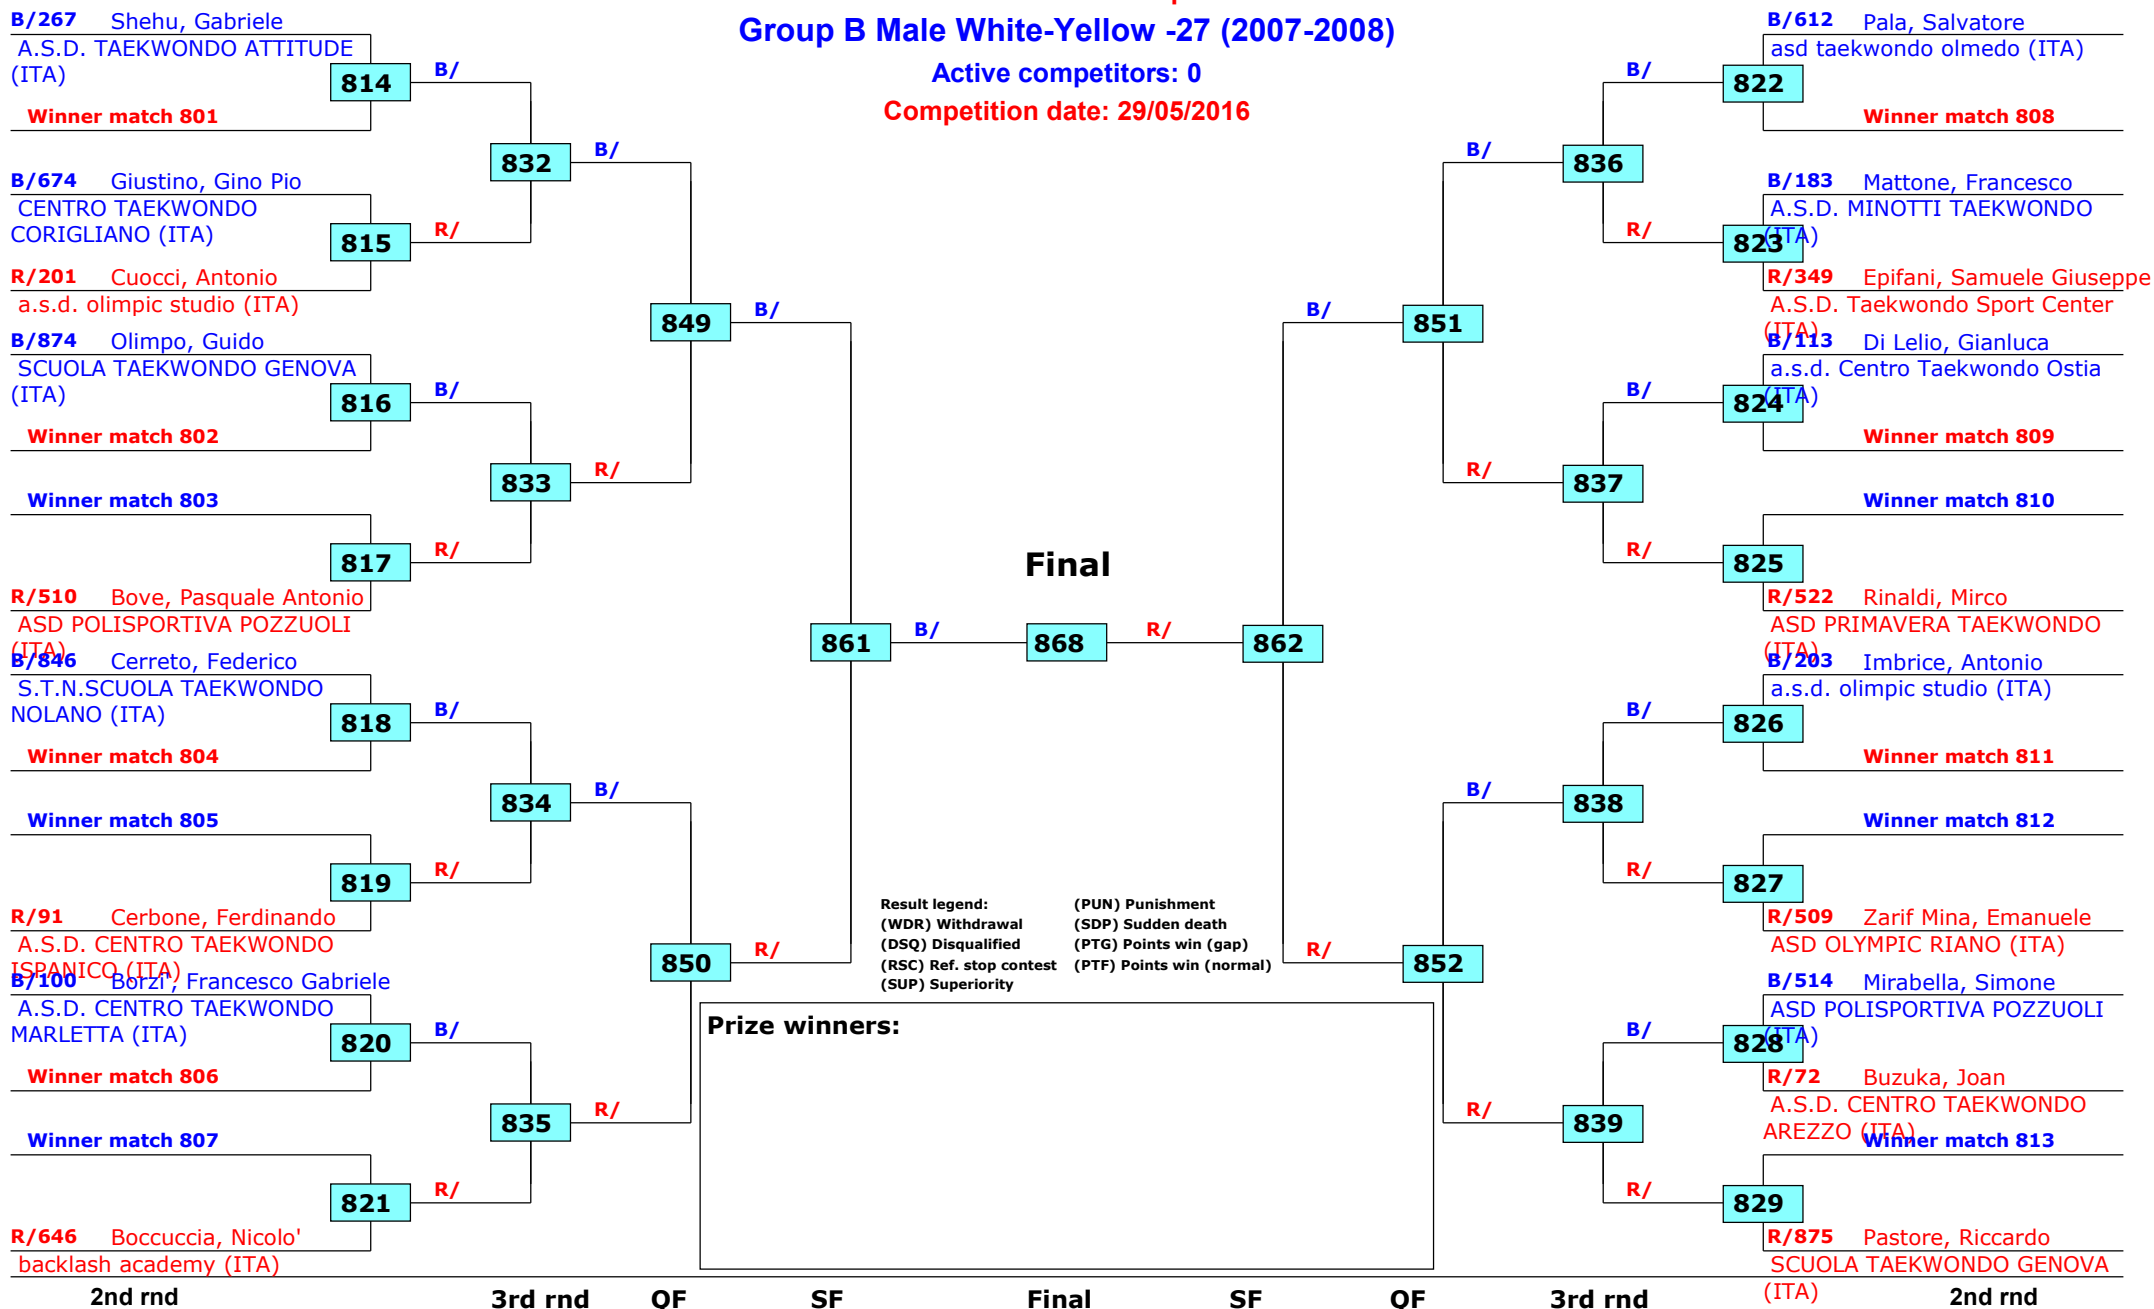 Group B Male White-Yellow -27 (2007-2008)
Active competitors: 0
Competition date: 29/05/2016
B/267 Shehu, Gabriele
A.S.D. TAEKWONDO ATTITUDE
(ITA)
814
Winner match 801
B/674 Giustino, Gino Pio
CENTRO TAEKWONDO
CORIGLIANO (ITA)
815
R/201 Cuocci, Antonio
a.s.d. olimpic studio (ITA)
B/874 Olimpo, Guido
SCUOLA TAEKWONDO GENOVA
(ITA)
816
Winner match 802
Winner match 803
817
R/510 Bove, Pasquale Antonio
ASD POLISPORTIVA POZZUOLI
(ITA)
B/846 Cerreto, Federico
S.T.N.SCUOLA TAEKWONDO
NOLANO (ITA)
818
Winner match 804
Winner match 805
819
R/91 Cerbone, Ferdinando
A.S.D. CENTRO TAEKWONDO
ISPANICO (ITA)
B/100 Borzi', Francesco Gabriele
A.S.D. CENTRO TAEKWONDO
MARLETTA (ITA)
820
Winner match 806
Winner match 807
821
R/646 Boccuccia, Nicolo'
backlash academy (ITA)
B/
832
R/
B/
833
R/
B/
834
R/
B/
835
R/
B/
849
R/
B/
850
R/
B/
861
R/
Final
B/
868
R/
B/
862
R/
B/
851
R/
B/
852
R/
B/
836
R/
B/
837
R/
B/
838
R/
B/
839
R/
B/612 Pala, Salvatore
asd taekwondo olmedo (ITA)
822
Winner match 808
B/183 Mattone, Francesco
A.S.D. MINOTTI TAEKWONDO
(ITA)
823
R/349 Epifani, Samuele Giuseppe
A.S.D. Taekwondo Sport Center
(ITA)
B/113 Di Lelio, Gianluca
a.s.d. Centro Taekwondo Ostia
(ITA)
824
Winner match 809
Winner match 810
825
R/522 Rinaldi, Mirco
ASD PRIMAVERA TAEKWONDO
(ITA)
B/203 Imbrice, Antonio
a.s.d. olimpic studio (ITA)
826
Winner match 811
Winner match 812
827
R/509 Zarif Mina, Emanuele
ASD OLYMPIC RIANO (ITA)
B/514 Mirabella, Simone
ASD POLISPORTIVA POZZUOLI
(ITA)
828
R/72 Buzuka, Joan
A.S.D. CENTRO TAEKWONDO
AREZZO (ITA)
Winner match 813
829
R/875 Pastore, Riccardo
SCUOLA TAEKWONDO GENOVA
(ITA)
Result legend: (PUN) Punishment
(WDR) Withdrawal (SDP) Sudden death
(DSQ) Disqualified (PTG) Points win (gap)
(RSC) Ref. stop contest (PTF) Points win (normal)
(SUP) Superiority
Prize winners:
2nd rnd 3rd rnd QF SF Final SF QF 3rd rnd 2nd rnd